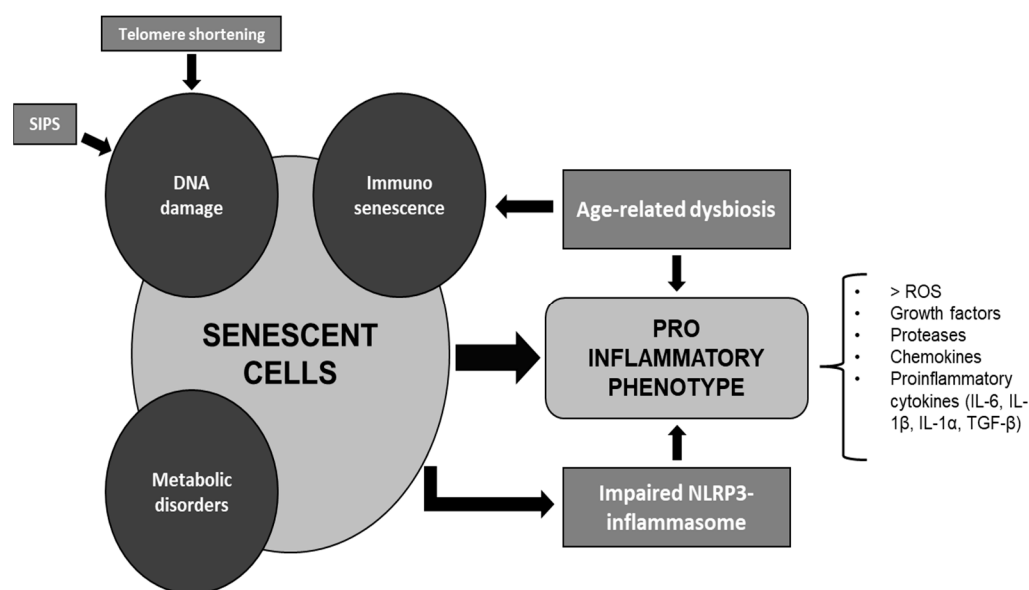 Telomere shortening
SIPS
DNA
damage
Immuno
senescence
Age-related dysbiosis
SENESCENT
CELLS
PRO
INFLAMMATORY
PHENOTYPE
• > ROS
• Growth factors
• Proteases
• Chemokines
• Proinflammatory
cytokines (IL-6, IL-
1β, IL-1α, TGF-β)
Metabolic
disorders
Impaired NLRP3-
inflammasome